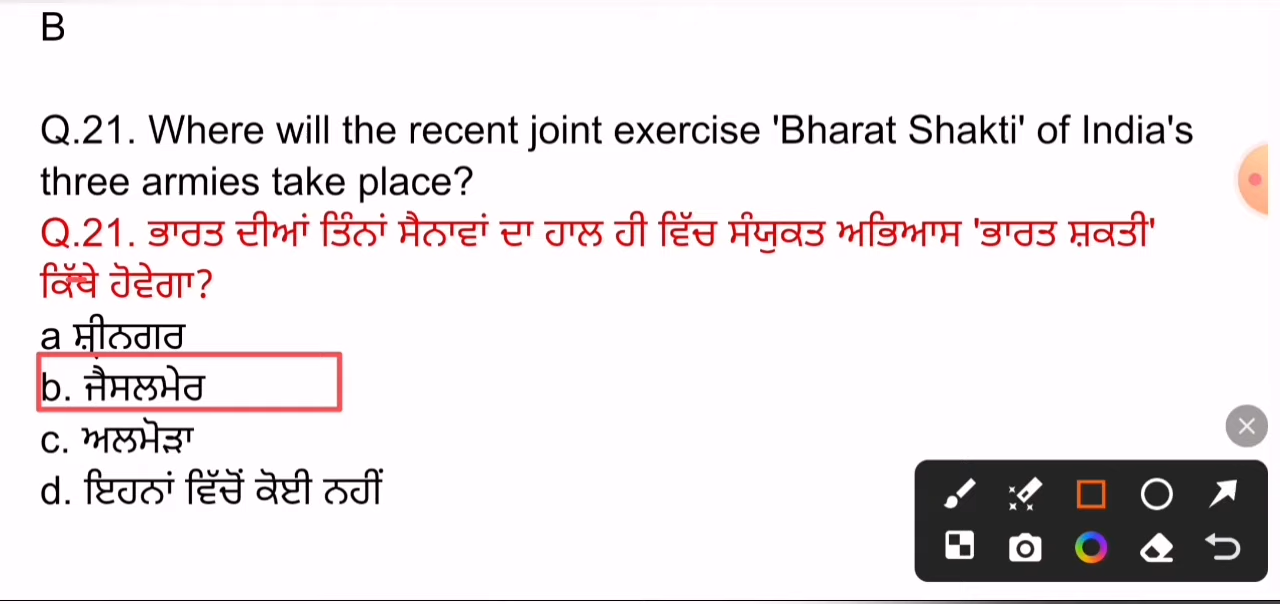 B
Q.21. Where will the recent joint exercise 'Bharat Shakti' of India's
three armies take place?
Q.21. ਭਾਰਤ ਦੀਆਂ ਤਿੰਨਾਂ ਸੈਨਾਵਾਂ ਦਾ ਹਾਲ ਹੀ ਵਿੱਚ ਸੰਯੁਕਤ ਅਭਿਆਸ 'ਭਾਰਤ ਸ਼ਕਤੀ'
ਕਿੱਥੇ ਹੋਵੇਗਾ?
a ਸ਼੍ਰੀਨਗਰ
b. ਜੈਸਲਮੇਰ
c. ਅਲਮੋੜਾ
d. ਇਹਨਾਂ ਵਿੱਚੋਂ ਕੋਈ ਨਹੀਂ